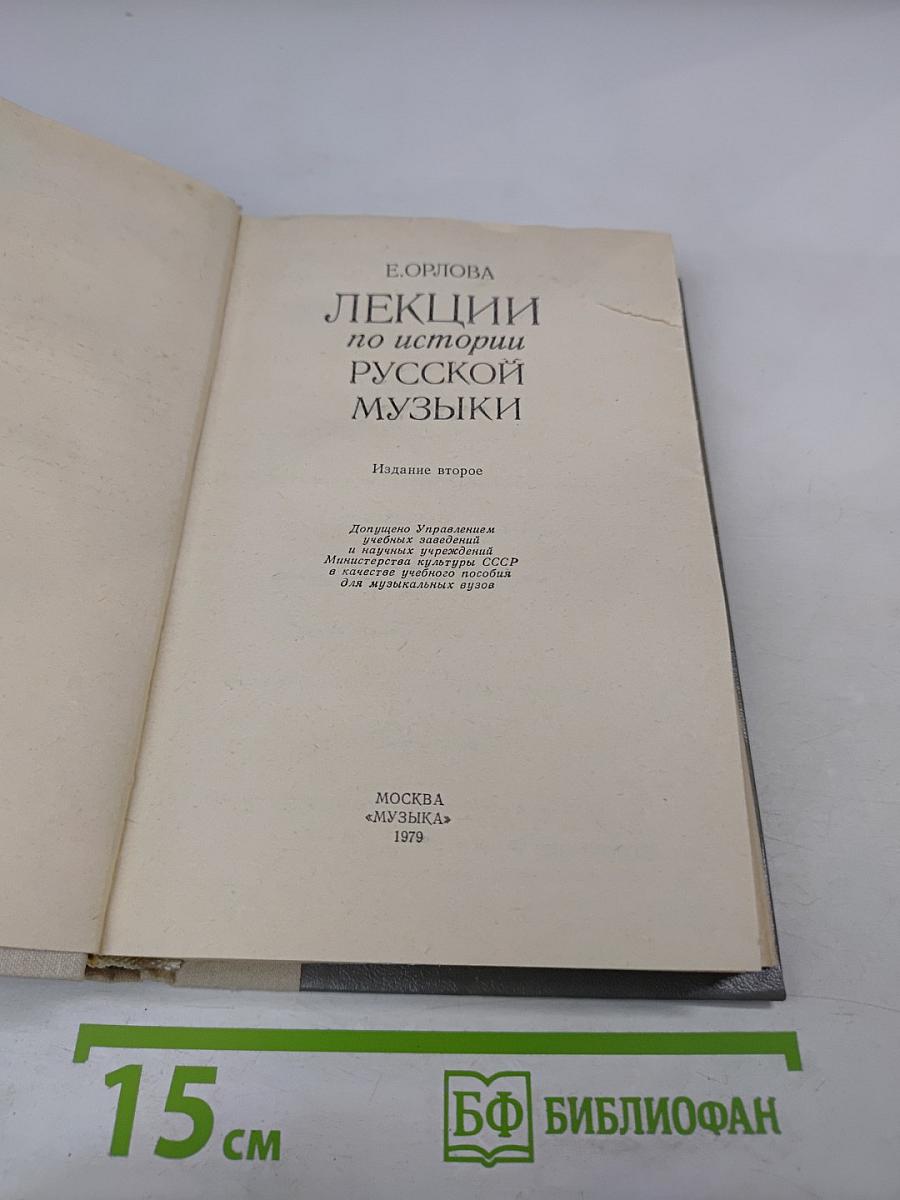 Е.ОРЛОВА
ЛЕКЦИИ
по истории
РУССКОЙ
МУЗЫКИ
Издание второе
Допущено Управлением
учебных заведений
и научных учреждений
Министерства культуры СССР
в качестве учебного пособия
для музыкальных вузов
МОСКВА
«МУЗЫКА»
1979
15 см
БФ БИБЛИОФАН